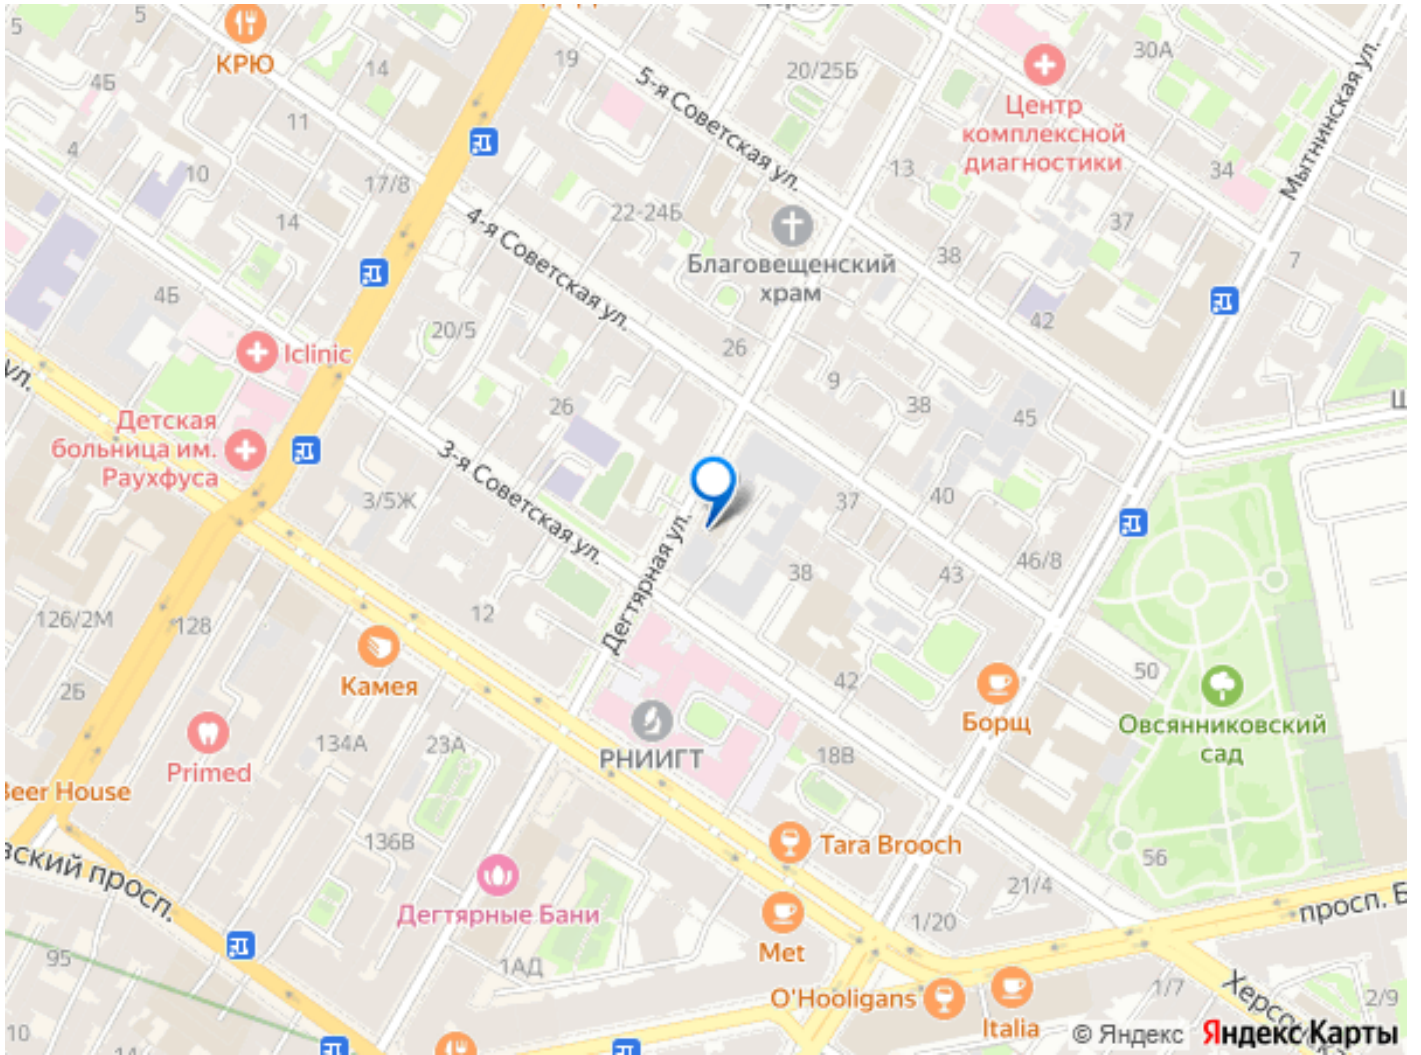 5
КРЮ
14
19
4Б
11
4
10
17/8
14
5-я Советская ул.
20/25Б
30А
Центр
комплексной
диагностики
Мытнинская ул.
13
34
22-24Б
4-я Советская ул.
Благовещенский
храм
38
37
7
4Б
20/5
26
42
Iclinic
ул.
9
38
45
26
Детская
больница им.
Раухфуса
3-я Советская ул.
3/5Ж
37
40
46/8
43
38
Дегтярная ул.
12
126/2М
128
Камея
2Б
42
50
Борщ
Овсянниковский
сад
134А
23А
РНИИГТ
18В
Primed
Beer House
136В
Tara Brooch
56
21/4
Дегтярные Бани
1/20
просп. Б
Met
95
1АД
O'Hooligans
Italia
1/7
2/9
10
14
© Яндекс
Яндекс Карты